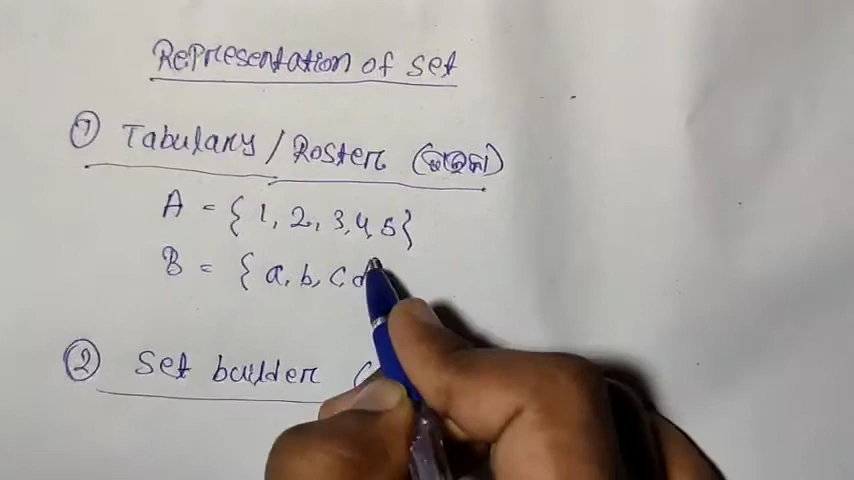 Representation of Set
① Tabulary / Roster (ତାଲିକା)
A = { 1, 2, 3, 4, 5}
B = { a, b, c, d
② Set builder (